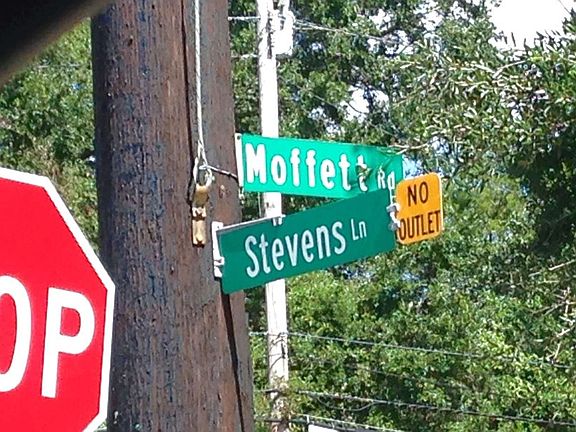 Moffett Rd
Stevens Ln
NO
OUTLET
OP